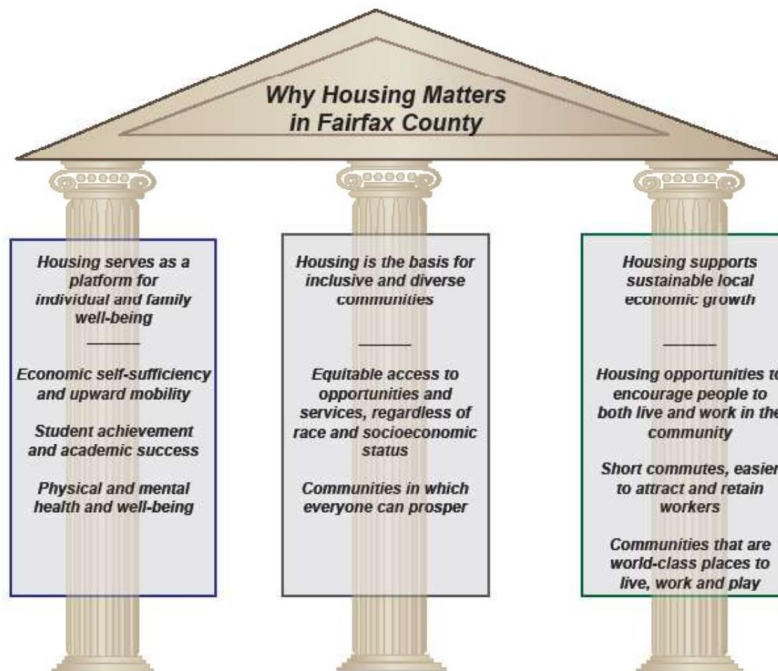 Why Housing Matters
in Fairfax County
Housing serves as a
platform for
individual and family
well-being
Economic self-sufficiency
and upward mobility
Student achievement
and academic success
Physical and mental
health and well-being
Housing is the basis for
inclusive and diverse
communities
Equitable access to
opportunities and
services, regardless of
race and socioeconomic
status
Communities in which
everyone can prosper
Housing supports
sustainable local
economic growth
Housing opportunities to
encourage people to
both live and work in the
community
Short commutes, easier
to attract and retain
workers
Communities that are
world-class places to
live, work and play